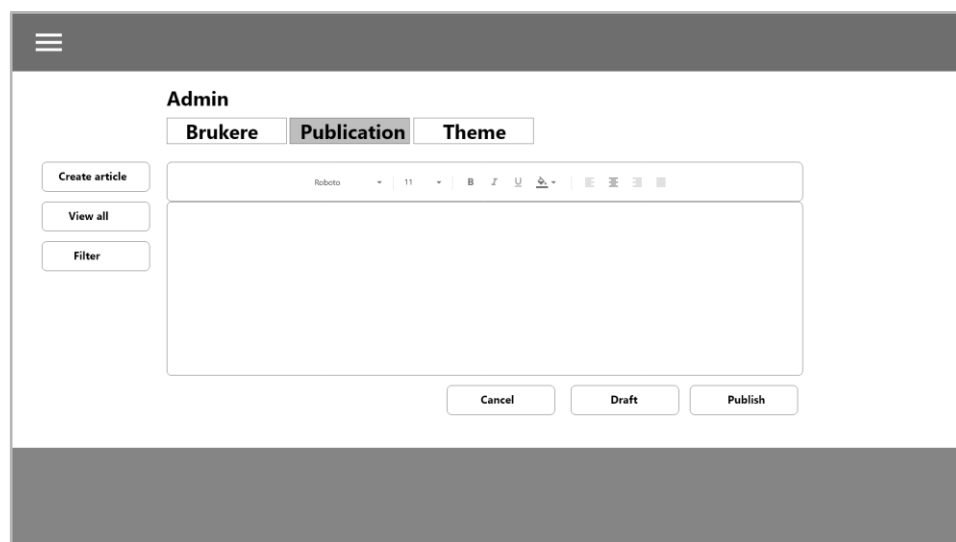 Admin
Brukere Publication Theme
Create article
Roboto 11 B I U
View all
Filter
Cancel Draft Publish